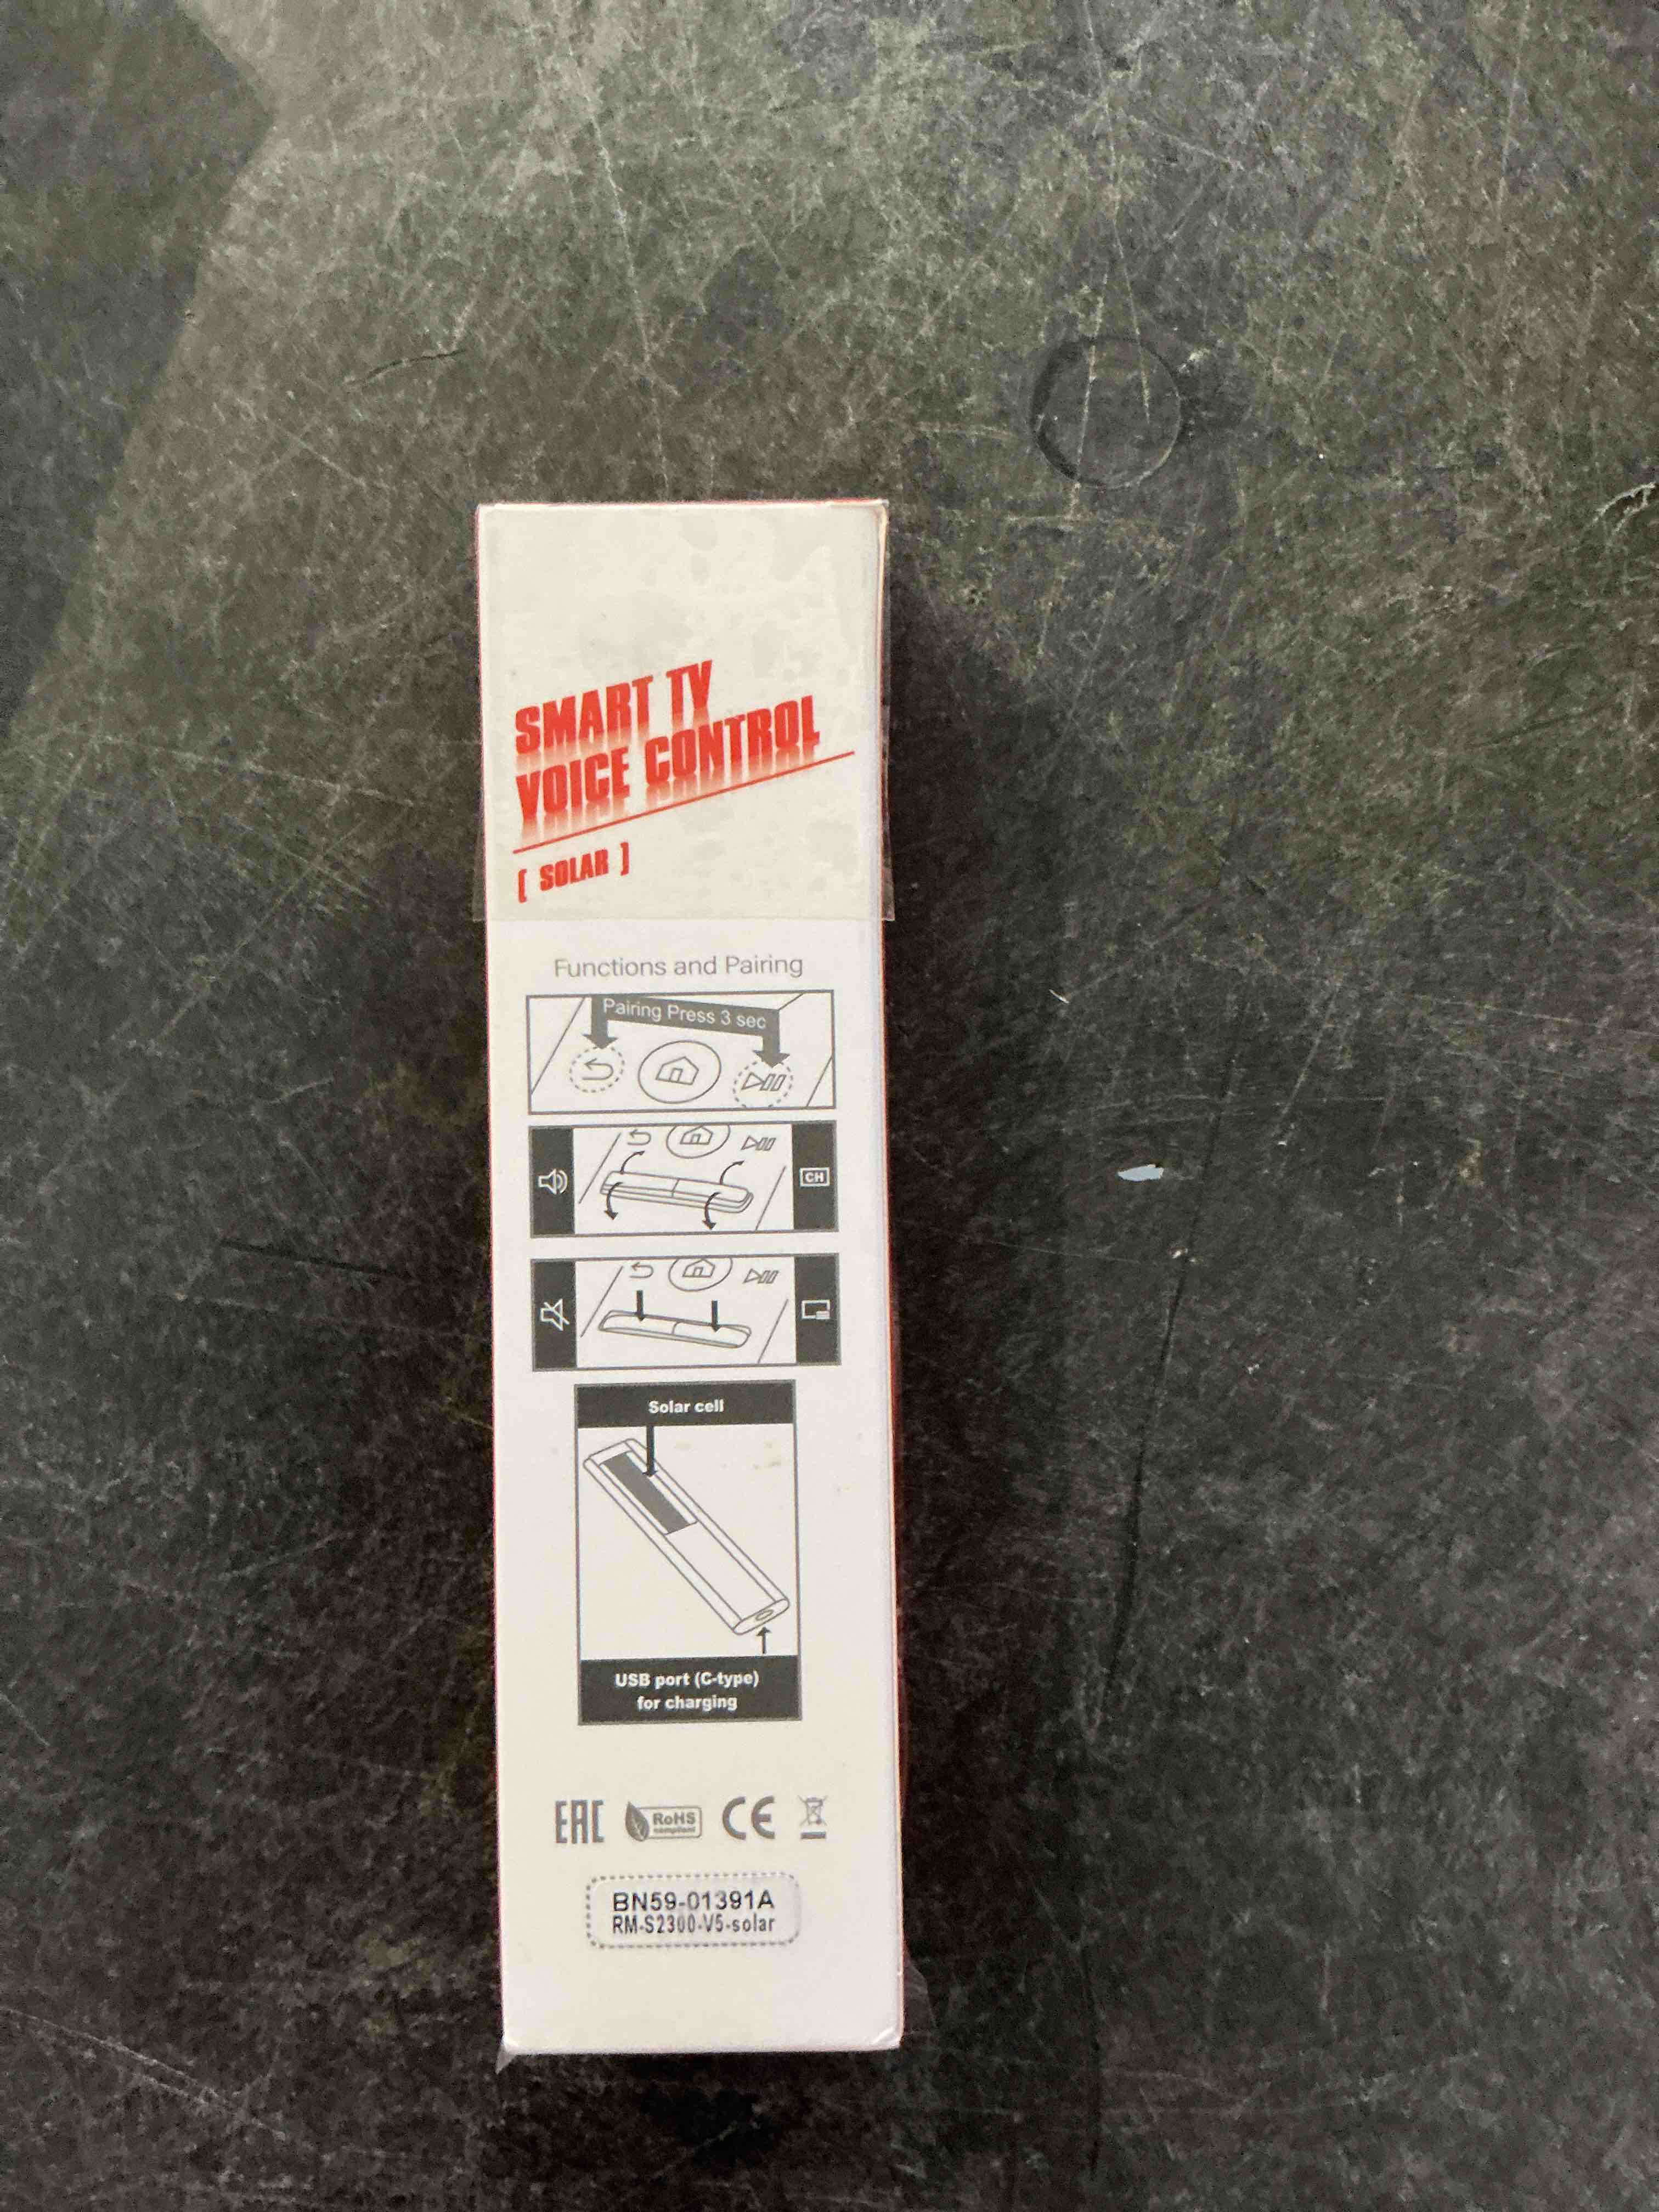 SMART TV
VOICE CONTROL
[ SOLAR ]
Functions and Pairing
Pairing Press 3 sec
CH
Solar cell
USB port (C-type)
for charging
EAC
RoHS
compliant
CE
BN59-01391A
RM-S2300-V5-solar